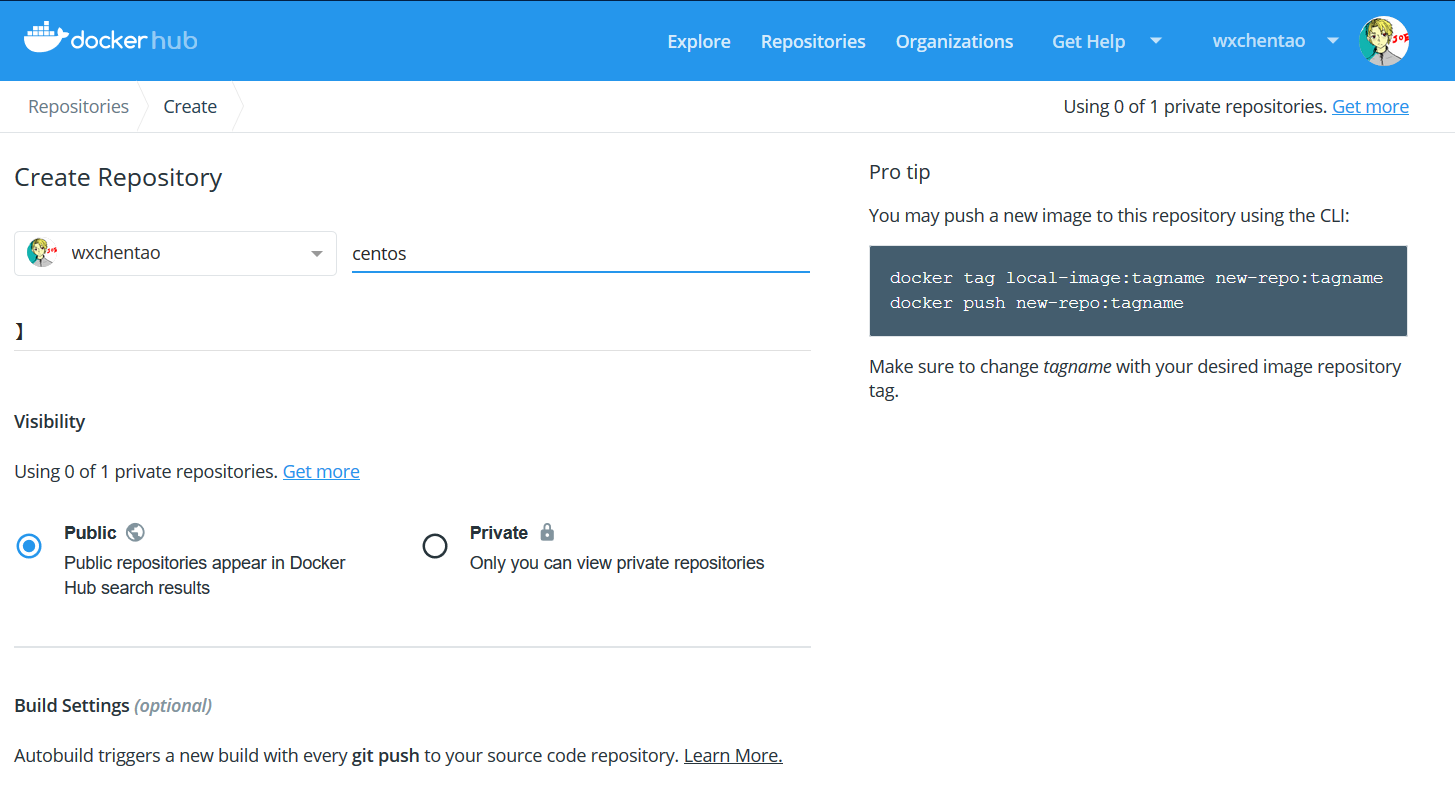 docker hub
Explore
Repositories
Organizations
Get Help
wxchentao
Repositories
Create
Using 0 of 1 private repositories. Get more
Create Repository
wxchentao
centos
】
Visibility
Using 0 of 1 private repositories. Get more
Public
Public repositories appear in Docker
Hub search results
Private
Only you can view private repositories
Build Settings (optional)
Autobuild triggers a new build with every git push to your source code repository. Learn More.
Pro tip
You may push a new image to this repository using the CLI:
docker tag local-image:tagname new-repo:tagname
docker push new-repo:tagname
Make sure to change tagname with your desired image repository
tag.